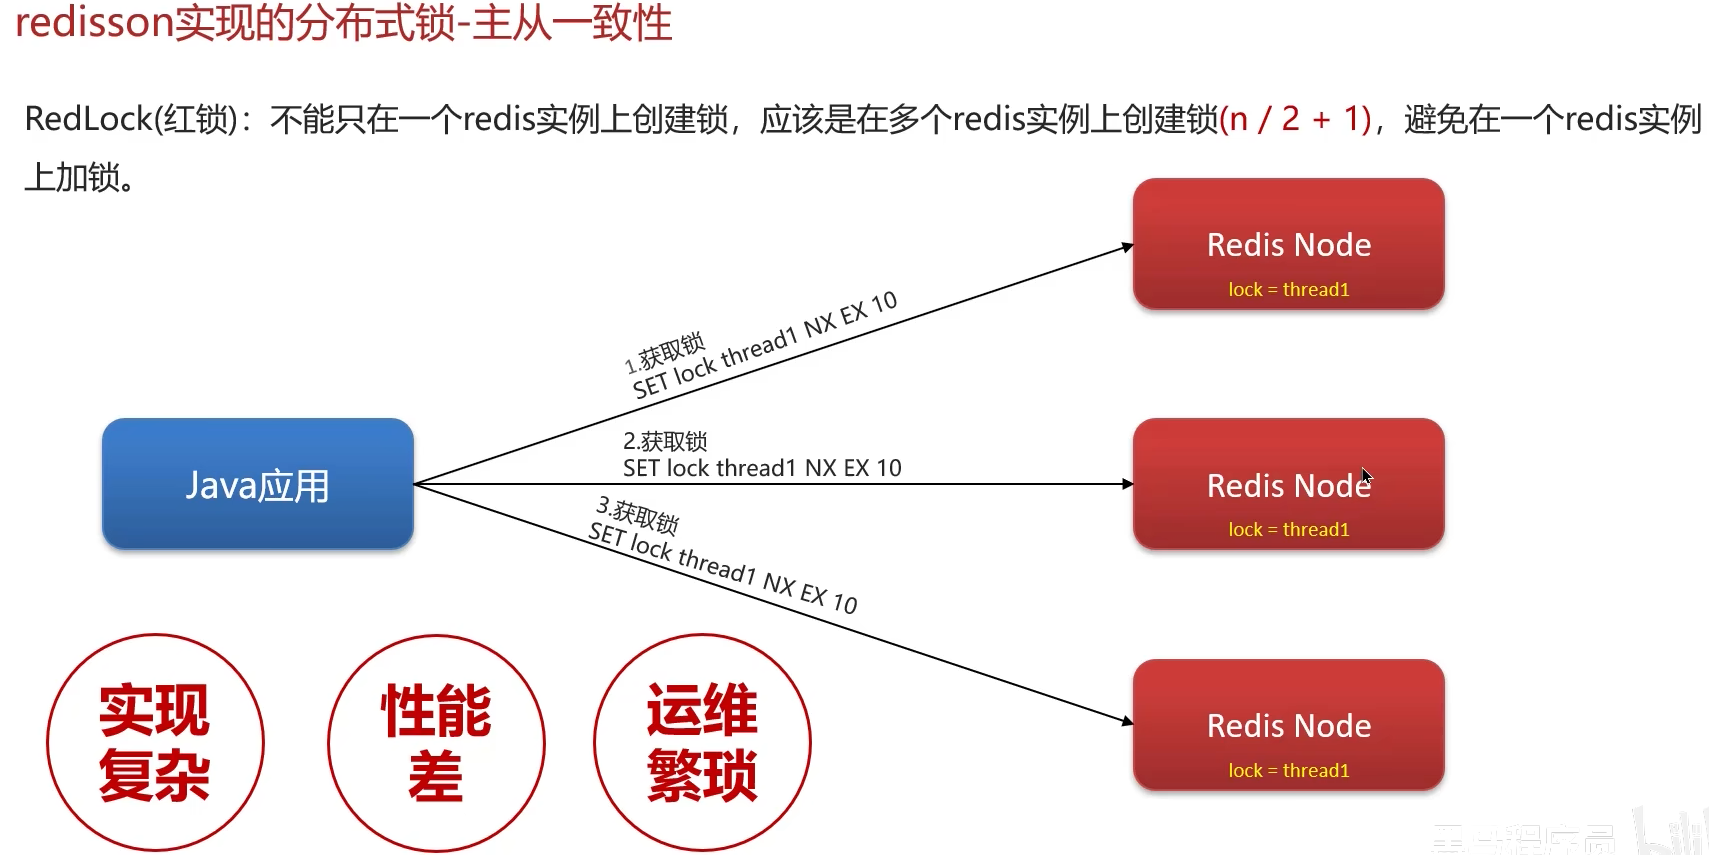 redisson实现的分布式锁-主从一致性
RedLock(红锁)：不能只在一个redis实例上创建锁，应该是在多个redis实例上创建锁(n / 2 + 1)，避免在一个redis实例
上加锁。
Redis Node
lock = thread1
1.获取锁
SET lock thread1 NX EX 10
Java应用
2.获取锁
SET lock thread1 NX EX 10
Redis Node
lock = thread1
3.获取锁
SET lock thread1 NX EX 10
Redis Node
lock = thread1
实现
复杂
性能
差
运维
繁琐